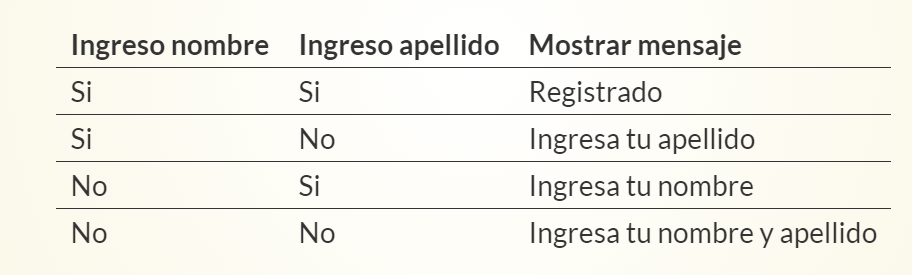 Ingreso nombre Ingreso apellido Mostrar mensaje
Si Si Registrado
Si No Ingresa tu apellido
No Si Ingresa tu nombre
No No Ingresa tu nombre y apellido